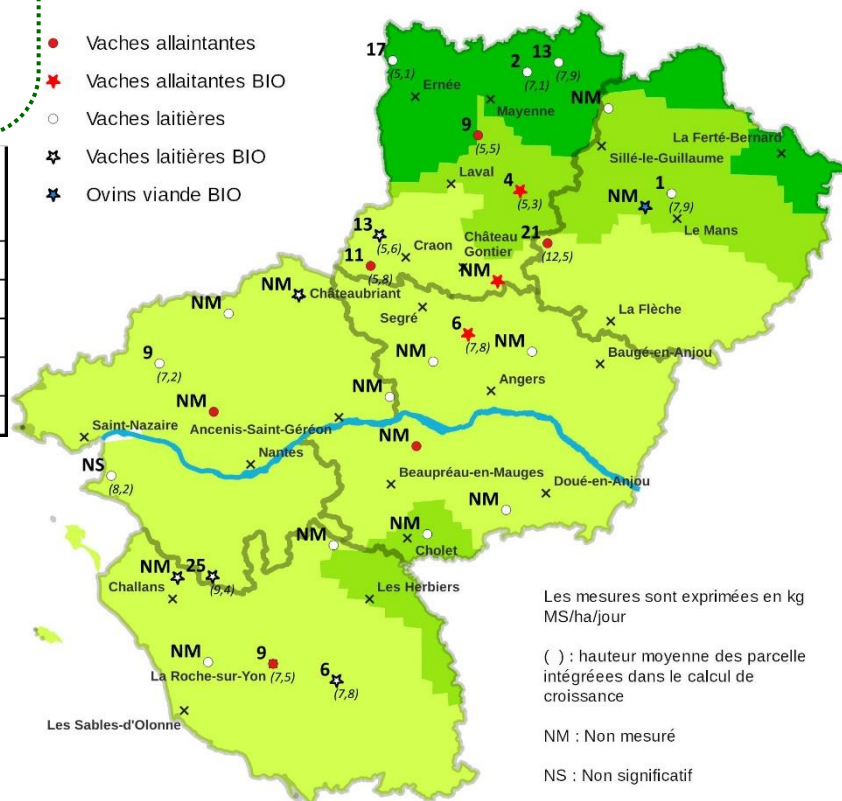 Vaches allaintantes
Vaches allaitantes BIO
Vaches laitières
Vaches laitières BIO
Ovins viande BIO
17
(5,1)
Ernée
2
(7,1)
13
(7,9)
Mayenne
NM
9
(5,5)
Sillé-le-Guillaume
La Ferté-Bernard
Laval
4
(5,3)
NM
1
(7,9)
Le Mans
13
(5,6)
Craon
Château
Gontier
21
(12,5)
11
(5,8)
NM
NM
Châteaubriant
NM
Segré
La Flèche
6
(7,8)
NM
NM
Baugé-en-Anjou
9
(7,2)
NM
Angers
NM
Ancenis-Saint-Géréon
Saint-Nazaire
Nantes
NM
NS
(8,2)
Beaupréau-en-Mauges
Doué-en-Anjou
NM
NM
Cholet
NM
NM
25
(9,4)
Challans
Les Herbiers
NM
La Roche-sur-Yon
9
(7,5)
6
(7,8)
Les Sables-d'Olonne
Les mesures sont exprimées en kg
MS/ha/jour
( ) : hauteur moyenne des parcelle
intégréees dans le calcul de
croissance
NM : Non mesuré
NS : Non significatif